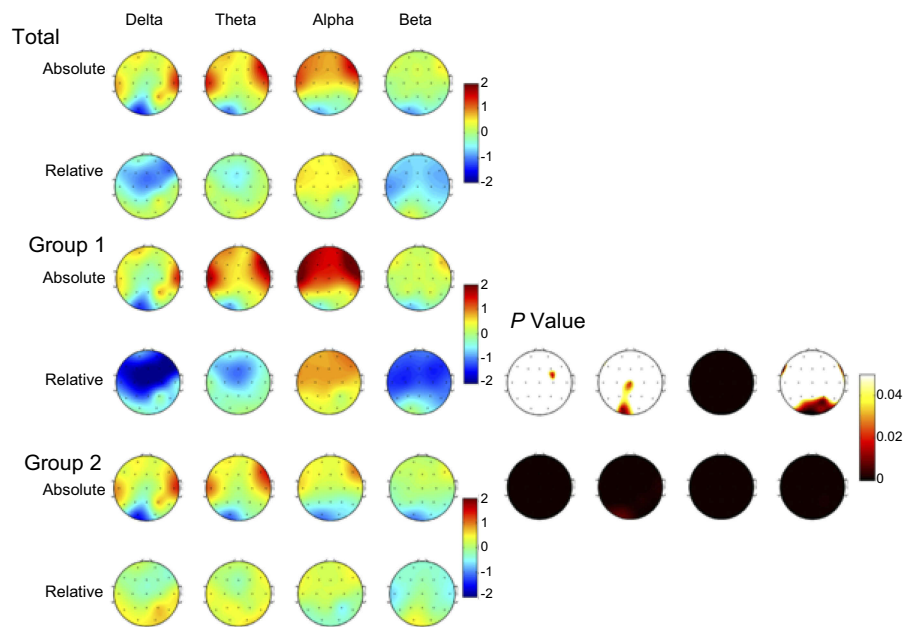 Delta Theta Alpha Beta
Total
Absolute
2
1
0
-1
-2
Relative
Group 1
Absolute
2
1
0
-1
-2
P Value
Relative
0.04
0.02
0
Group 2
Absolute
2
1
0
-1
-2
Relative